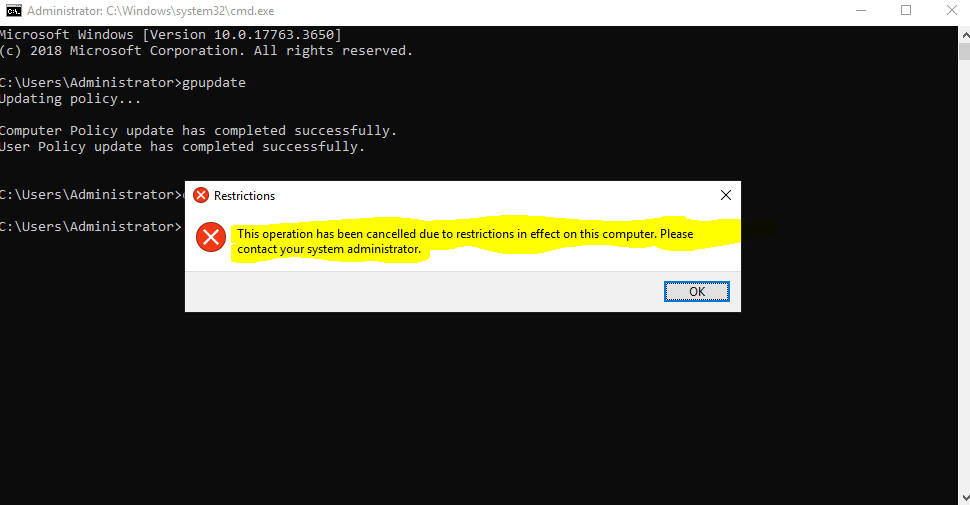 Administrator: C:\Windows\system32\cmd.exe
Microsoft Windows [Version 10.0.17763.3650]
(c) 2018 Microsoft Corporation. All rights reserved.
C:\Users\Administrator>gpupdate
Updating policy...
Computer Policy update has completed successfully.
User Policy update has completed successfully.
C:\Users\Administrator>
Restrictions
C:\Users\Administrator>
This operation has been cancelled due to restrictions in effect on this computer. Please
contact your system administrator.
OK